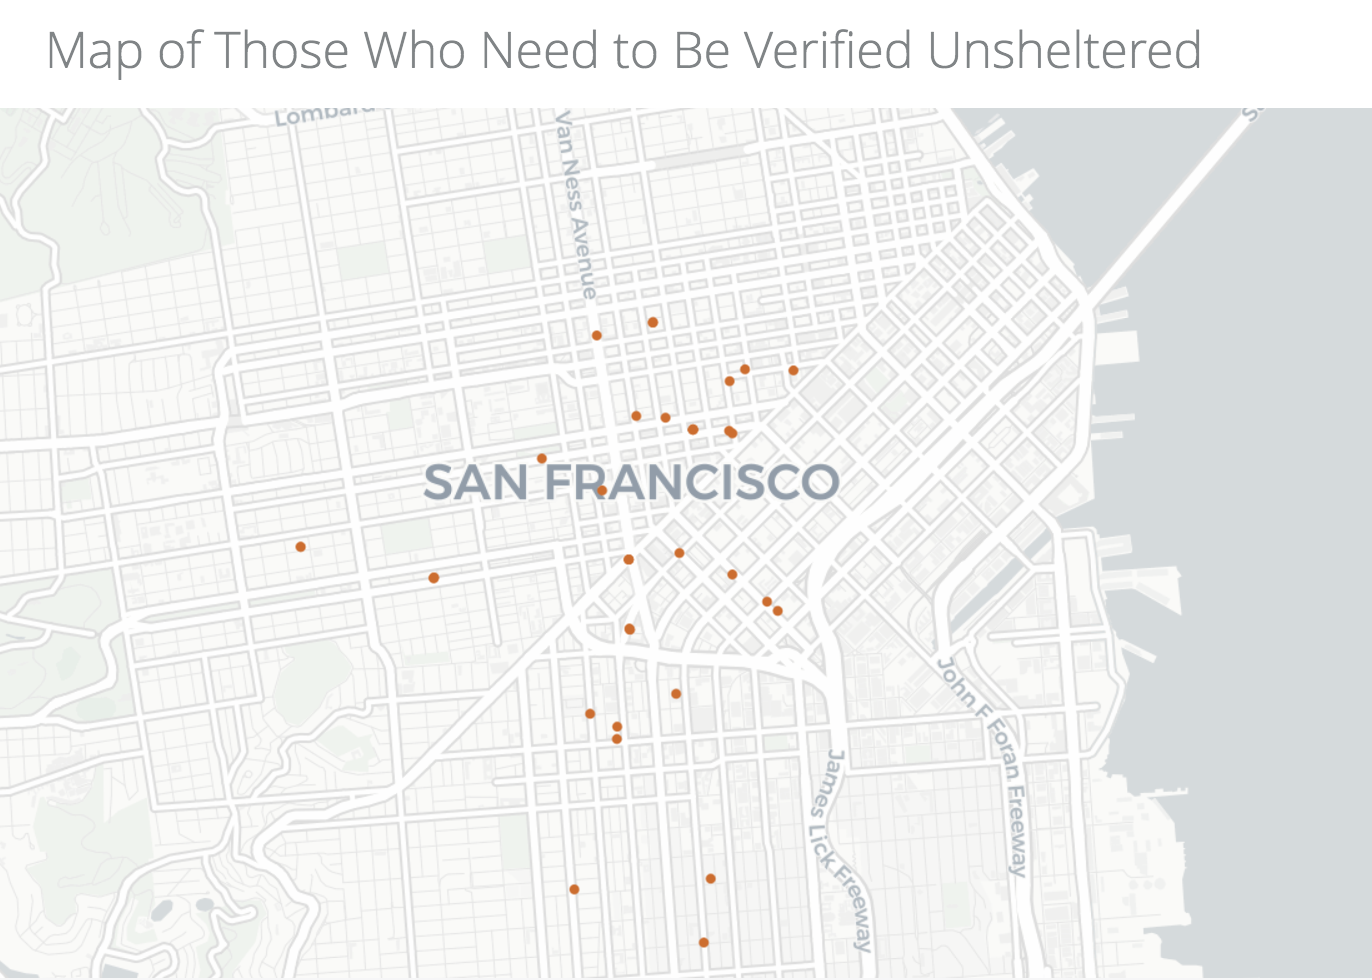 Map of Those Who Need to Be Verified Unsheltered
Lombard
Van Ness Avenue
SAN FRANCISCO
John F Foran Freeway
James Lick Freeway